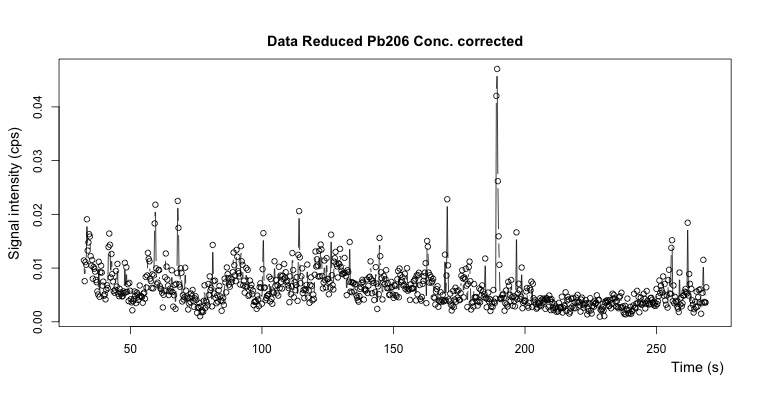 Data Reduced Pb206 Conc. corrected
Signal intensity (cps)
0.04
0.03
0.02
0.01
0.00
50 100 150 200 250
Time (s)